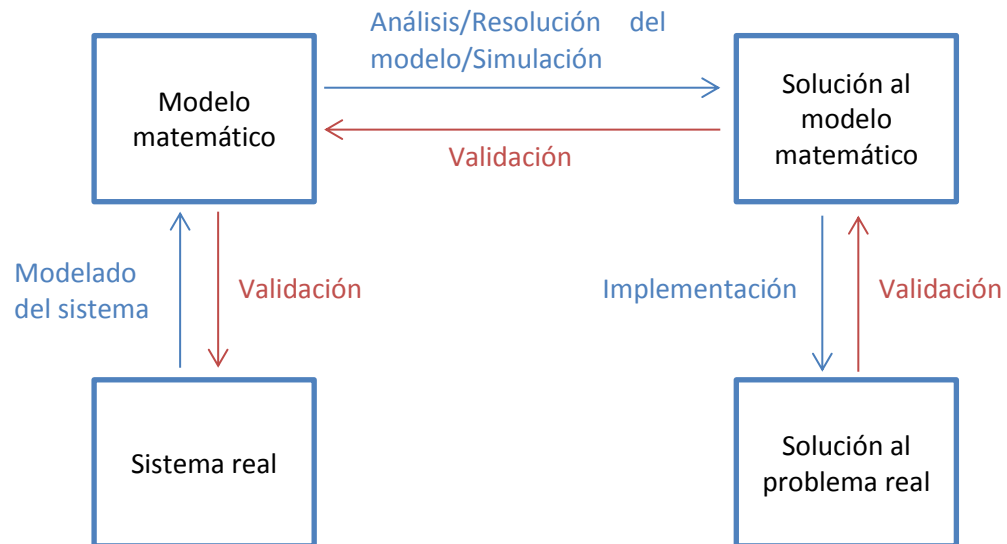 Análisis/Resolución del
modelo/Simulación
Modelo
matemático
Solución al
modelo
matemático
Validación
Modelado
del sistema
Validación
Implementación
Validación
Sistema real
Solución al
problema real